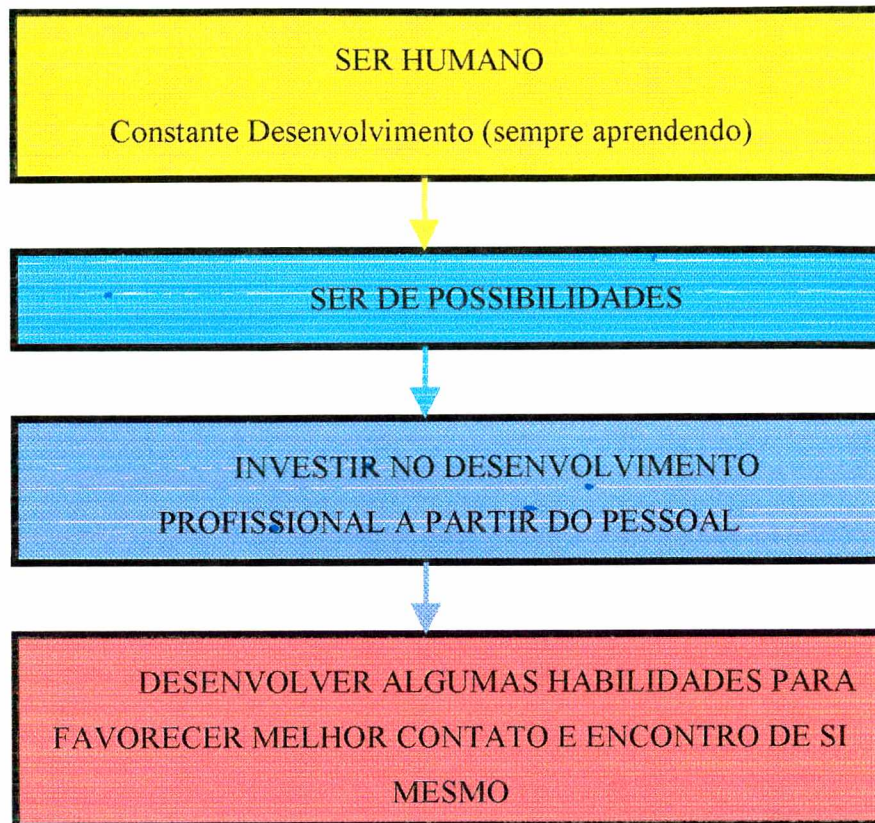 SER HUMANO
Constante Desenvolvimento (sempre aprendendo)
SER DE POSSIBILIDADES
INVESTIR NO DESENVOLVIMENTO
PROFISSIONAL A PARTIR DO PESSOAL
DESENVOLVER ALGUMAS HABILIDADES PARA
FAVORECER MELHOR CONTATO E ENCONTRO DE SI
MESMO